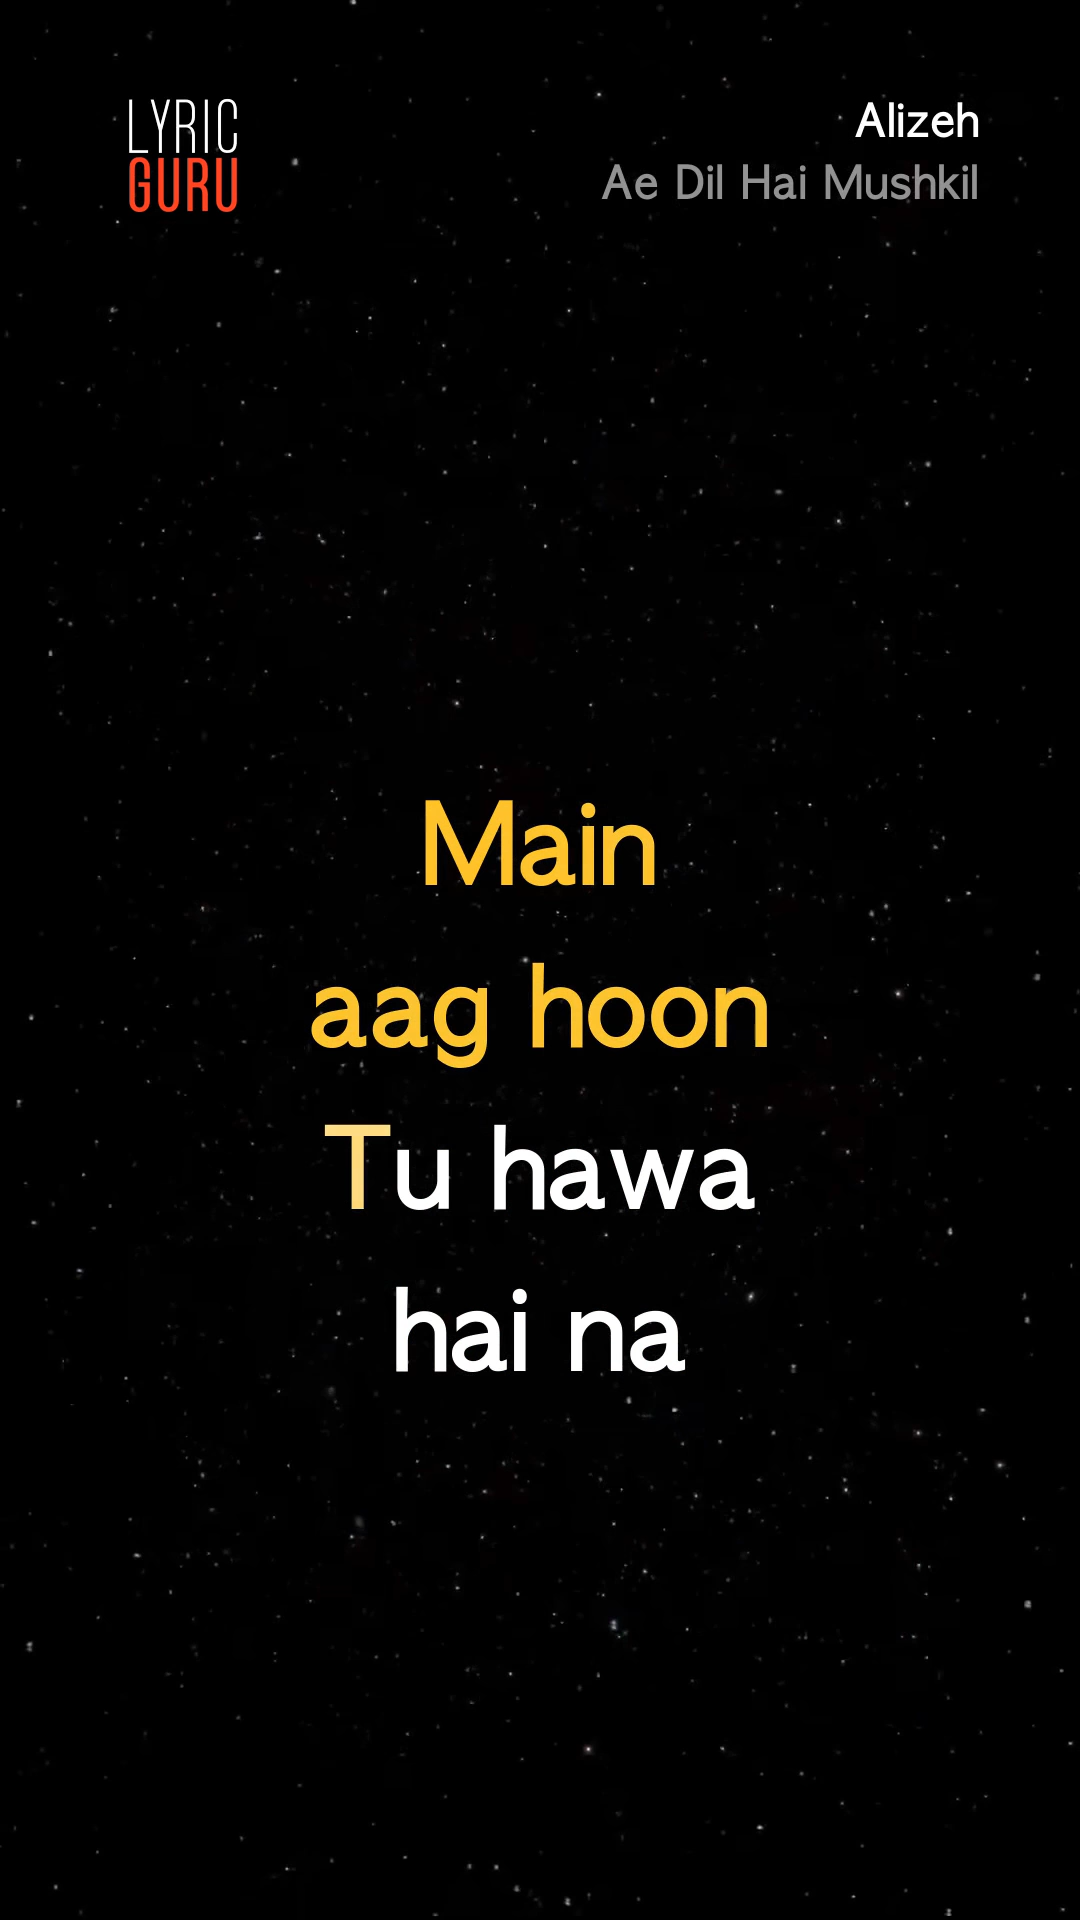 LYRIC
GURU
Alizeh
Ae Dil Hai Mushkil
Main
aag hoon
Tu hawa
hai na